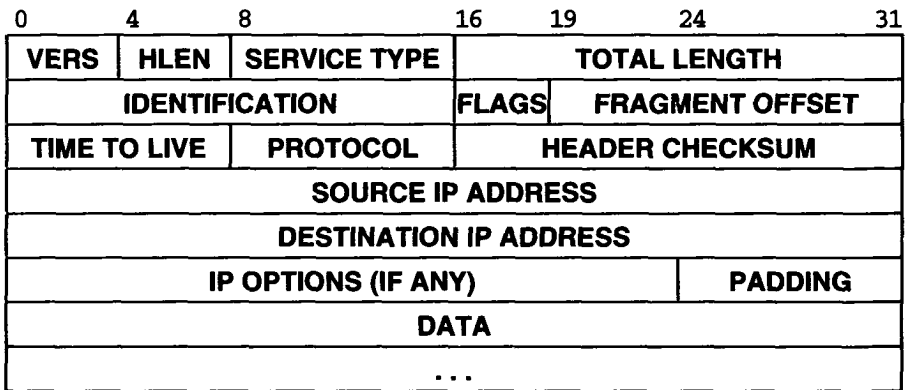 0 4 8 16 19 24 31
VERS HLEN SERVICE TYPE TOTAL LENGTH
IDENTIFICATION FLAGS FRAGMENT OFFSET
TIME TO LIVE PROTOCOL HEADER CHECKSUM
SOURCE IP ADDRESS
DESTINATION IP ADDRESS
IP OPTIONS (IF ANY) PADDING
DATA
...